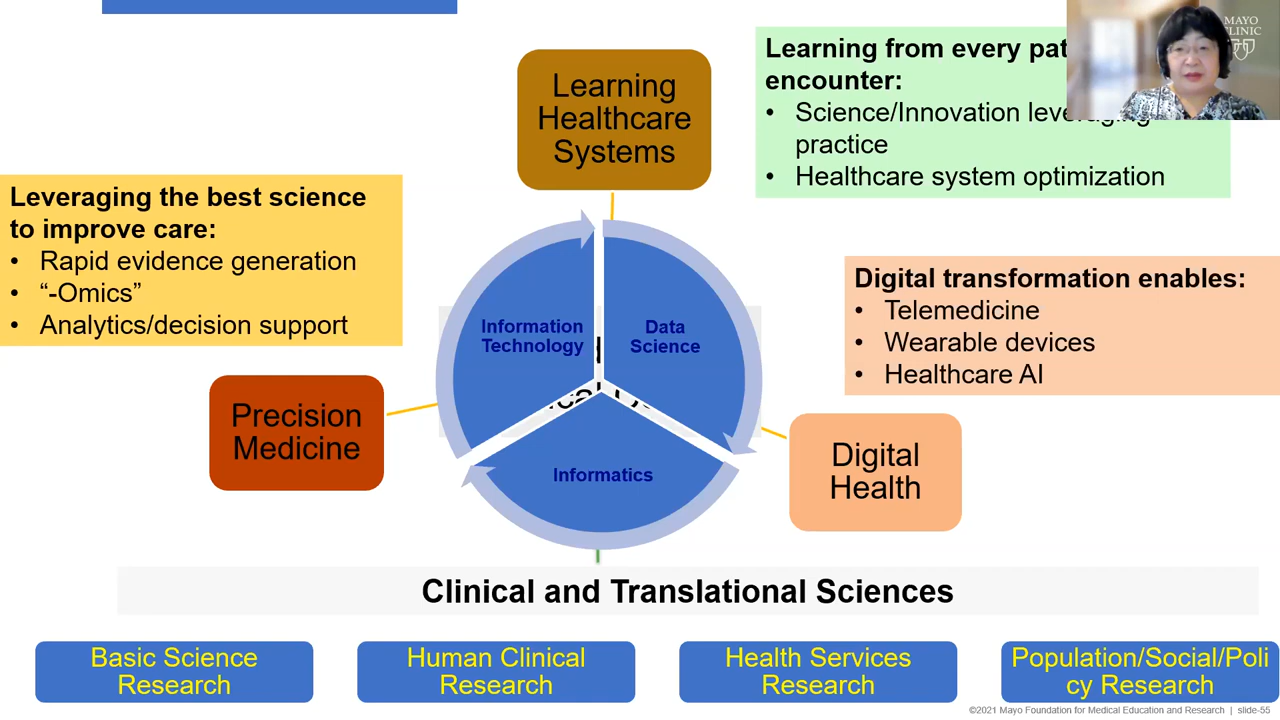 MAYO
CLINIC
Learning
Healthcare
Systems
Learning from every
encounter:
• Science/Innovation
practice
• Healthcare system optimization
Leveraging the best science
to improve care:
• Rapid evidence generation
• “-Omics”
• Analytics/decision support
Digital transformation enables:
• Telemedicine
• Wearable devices
• Healthcare AI
Information
Technology
Data
Science
Informatics
Precision
Medicine
Digital
Health
Clinical and Translational Sciences
Basic Science
Research
Human Clinical
Research
Health Services
Research
Population/Social/Poli
cy Research
©2021 Mayo Foundation for Medical Education and Research | slide-55